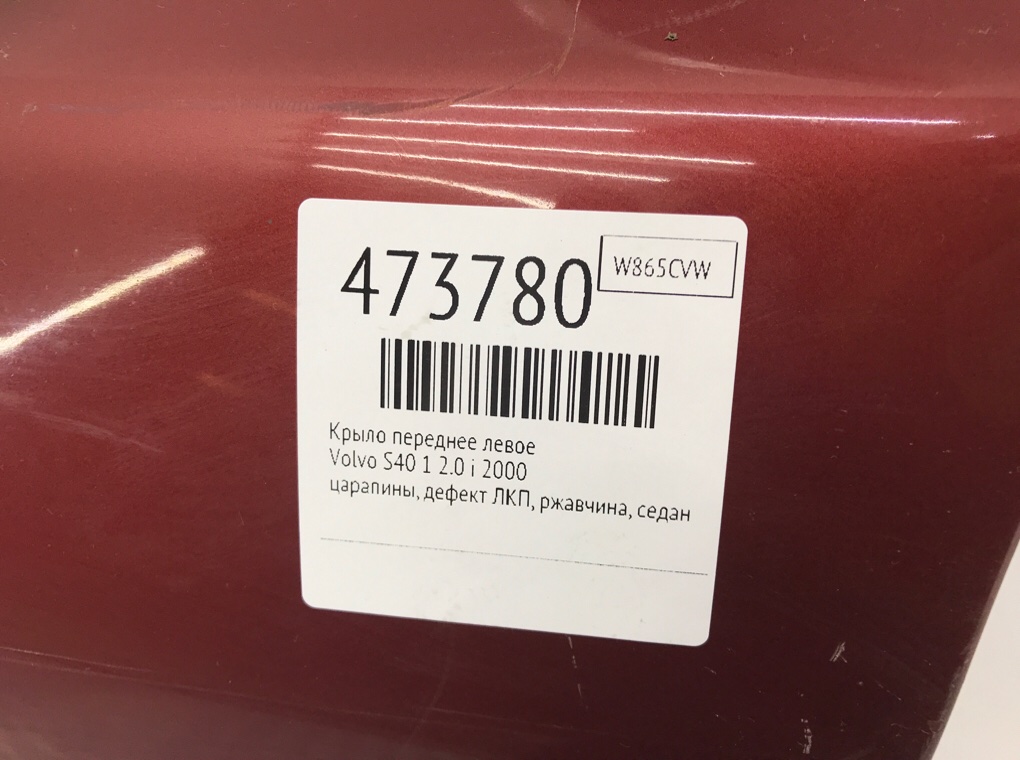 473780
W865CVW
Крыло переднее левое
Volvo S40 1 2.0 i 2000
царапины, дефект ЛКП, ржавчина, седан